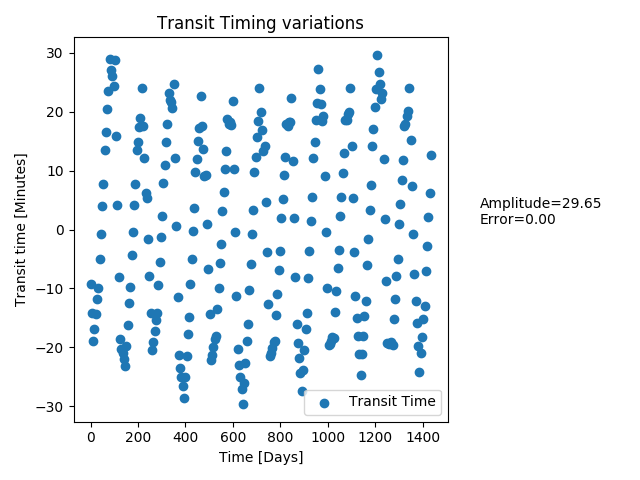 Transit Timing variations
30
20
10
0
−10
−20
−30
Transit time [Minutes]
Amplitude=29.65
Error=0.00
Transit Time
0
200
400
600
800
1000
1200
1400
Time [Days]